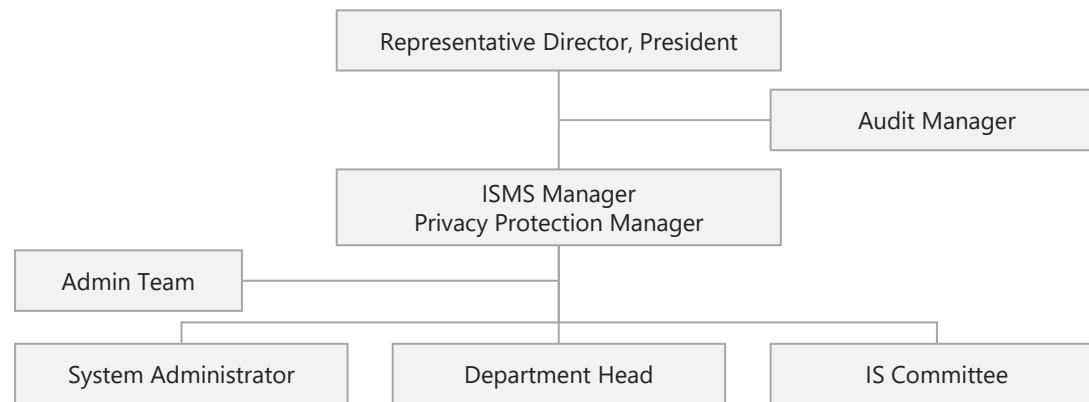 Representative Director, President
Audit Manager
ISMS Manager
Privacy Protection Manager
Admin Team
System Administrator
Department Head
IS Committee